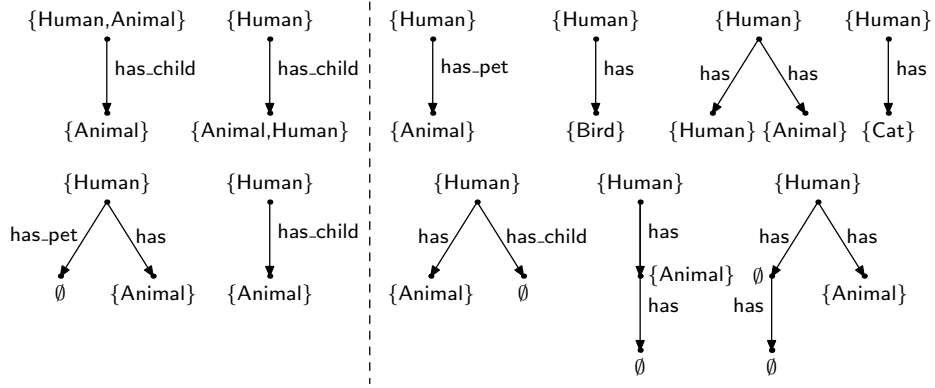 {Human,Animal} {Human} {Human} {Human} {Human} {Human}
has_child has_child has_pet has has has has
{Animal} {Animal,Human} {Animal} {Bird} {Human} {Animal} {Cat}
{Human} {Human} {Human} {Human} {Human}
has_pet has has_child has has_child has has has
∅ {Animal} {Animal} {Animal} ∅ {Animal} ∅ {Animal}
has has
∅ ∅